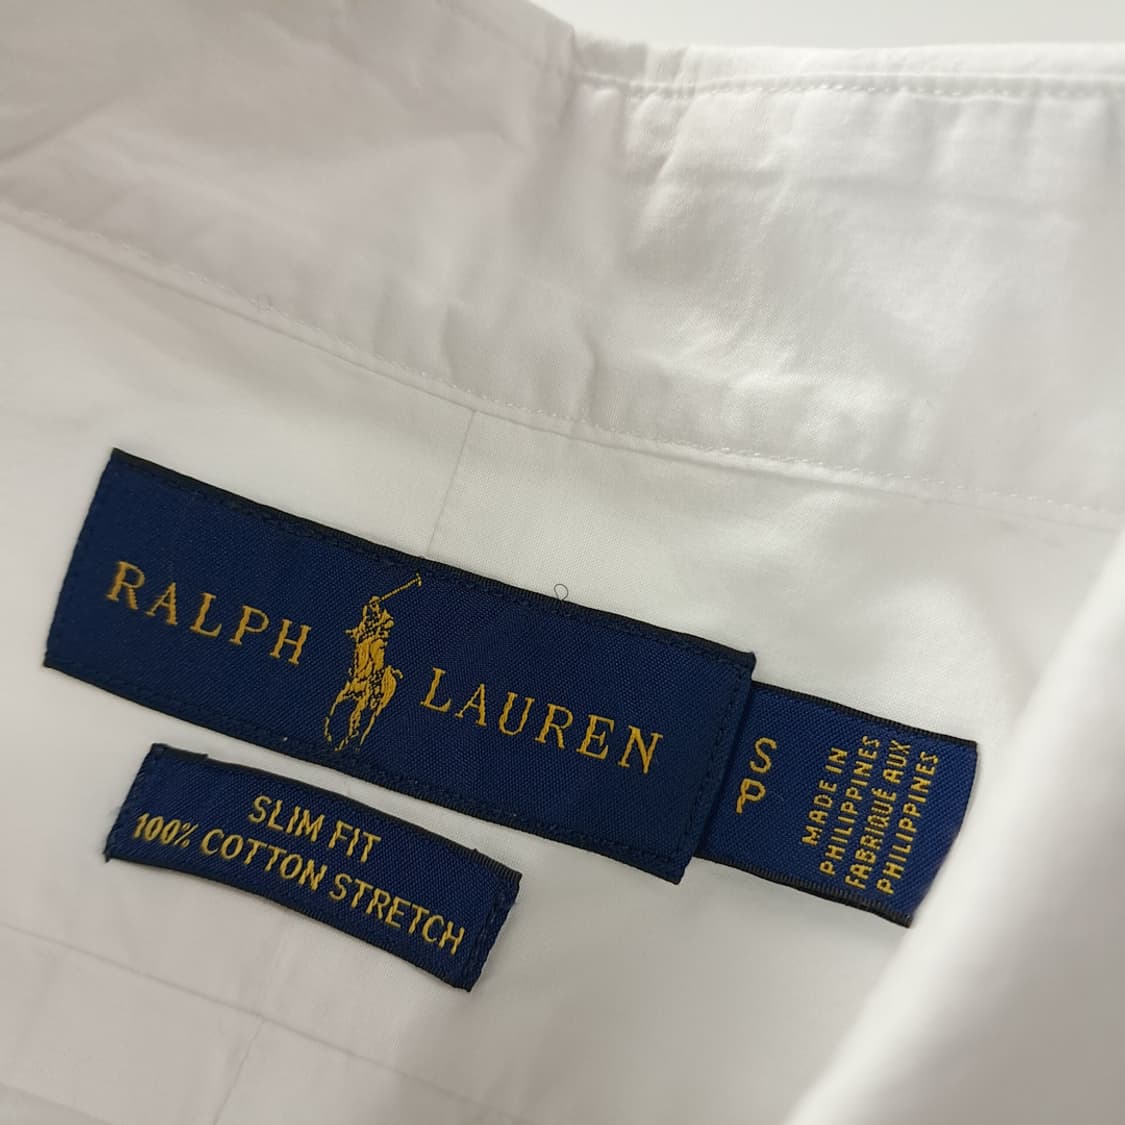 RALPH LAUREN
S
P
MADE IN
PHILIPPINES
FABRIQUÉ AUX
PHILIPPINES
SLIM FIT
100% COTTON STRETCH